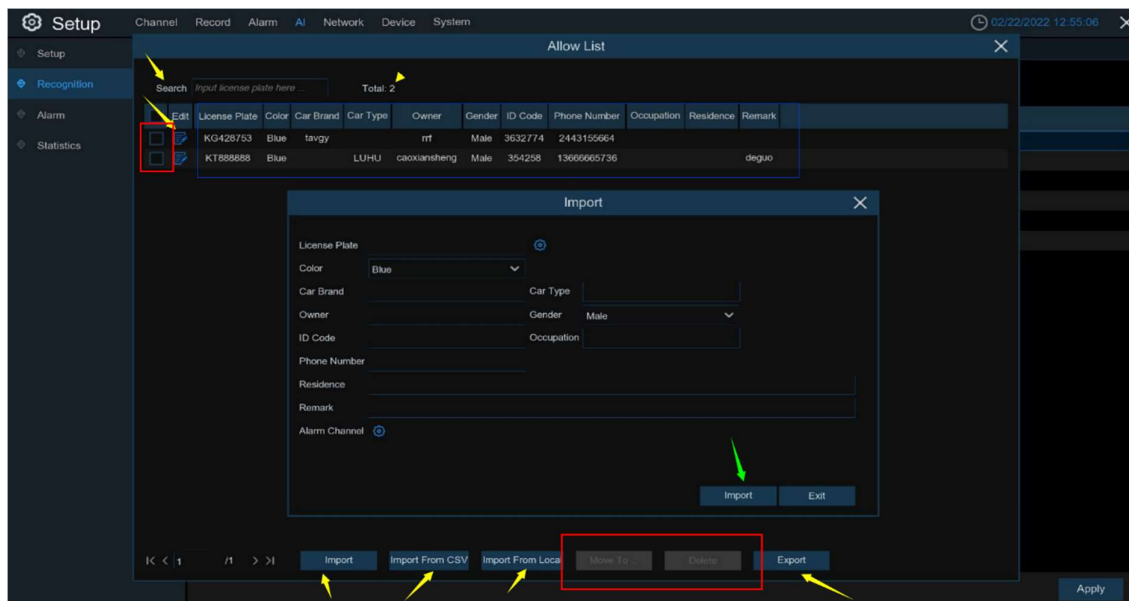 Setup Channel Record Alarm AI Network Device System 02/22/2022 12:55:06
Setup
Recognition
Alarm
Statistics
Allow List
Search Input license plate here ... Total: 2
Edit License Plate Color Car Brand Car Type Owner Gender ID Code Phone Number Occupation Residence Remark
KG428753 Blue tavgy rrf Male 3632774 2443155664
KT888888 Blue LUHU caoxiansheng Male 354258 13666665736 deguo
Import
License Plate
Color Blue
Car Brand Car Type
Owner Gender Male
ID Code Occupation
Phone Number
Residence
Remark
Alarm Channel
Import Exit
1 /1 Import Import From CSV Import From Local Move To ... Delete Export
Apply